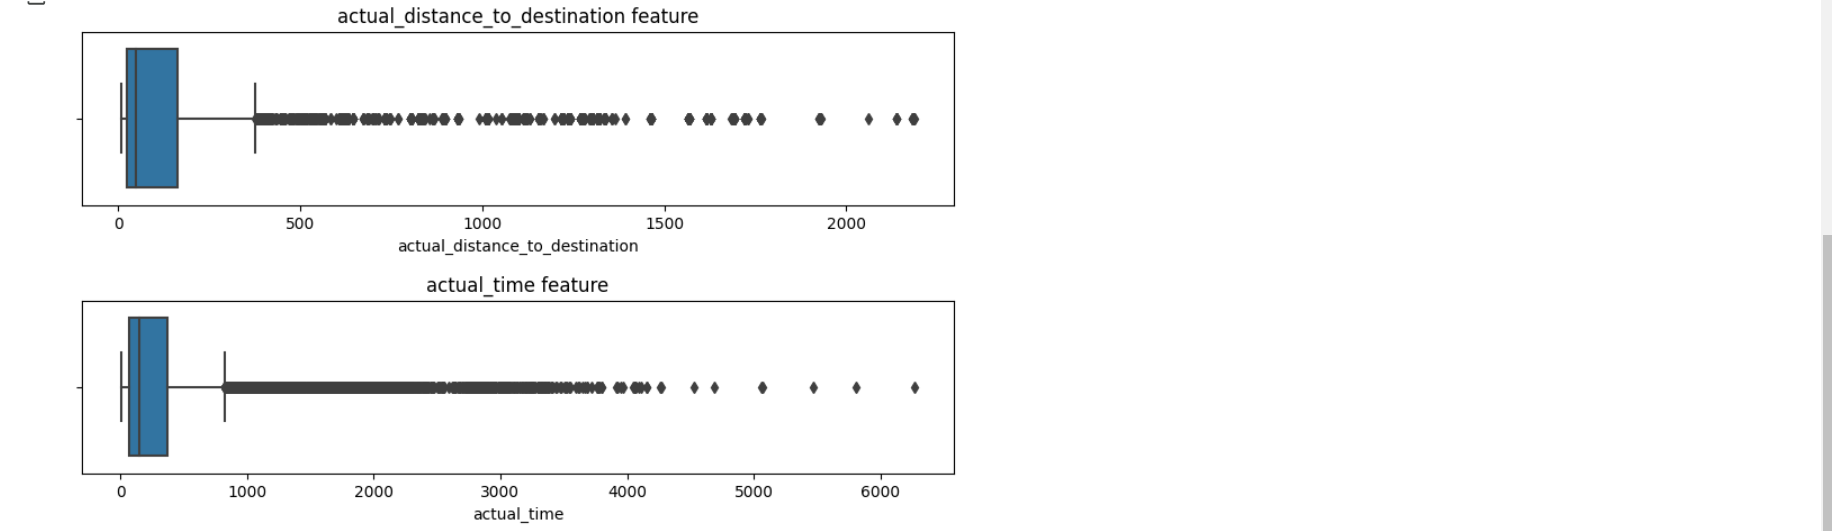 actual_distance_to_destination feature
0 500 1000 1500 2000
actual_distance_to_destination
actual_time feature
0 1000 2000 3000 4000 5000 6000
actual_time